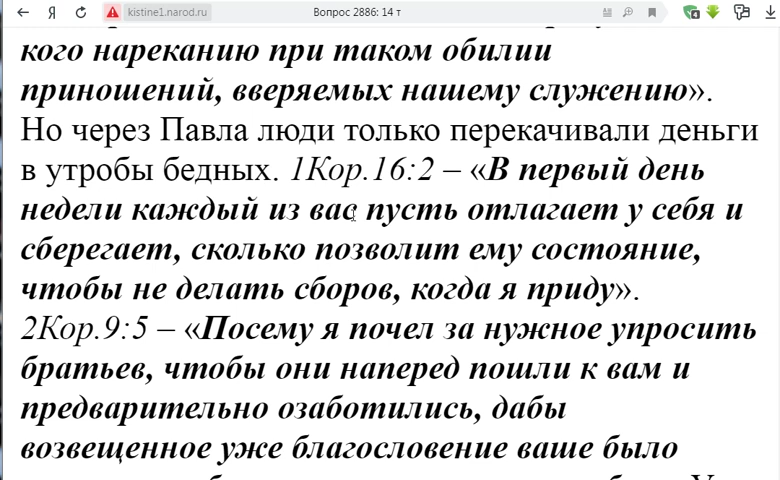 Я
kistine1.narod.ru
Вопрос 2886: 14 т
4
кого нареканию при таком обилии
приношений, вверяемых нашему служению».
Но через Павла люди только перекачивали деньги
в утробы бедных. 1Кор.16:2 – «В первый день
недели каждый из вас пусть отлагает у себя и
сберегает, сколько позволит ему состояние,
чтобы не делать сборов, когда я приду».
2Кор.9:5 – «Посему я почел за нужное упросить
братьев, чтобы они наперед пошли к вам и
предварительно озаботились, дабы
возвещенное уже благословение ваше было